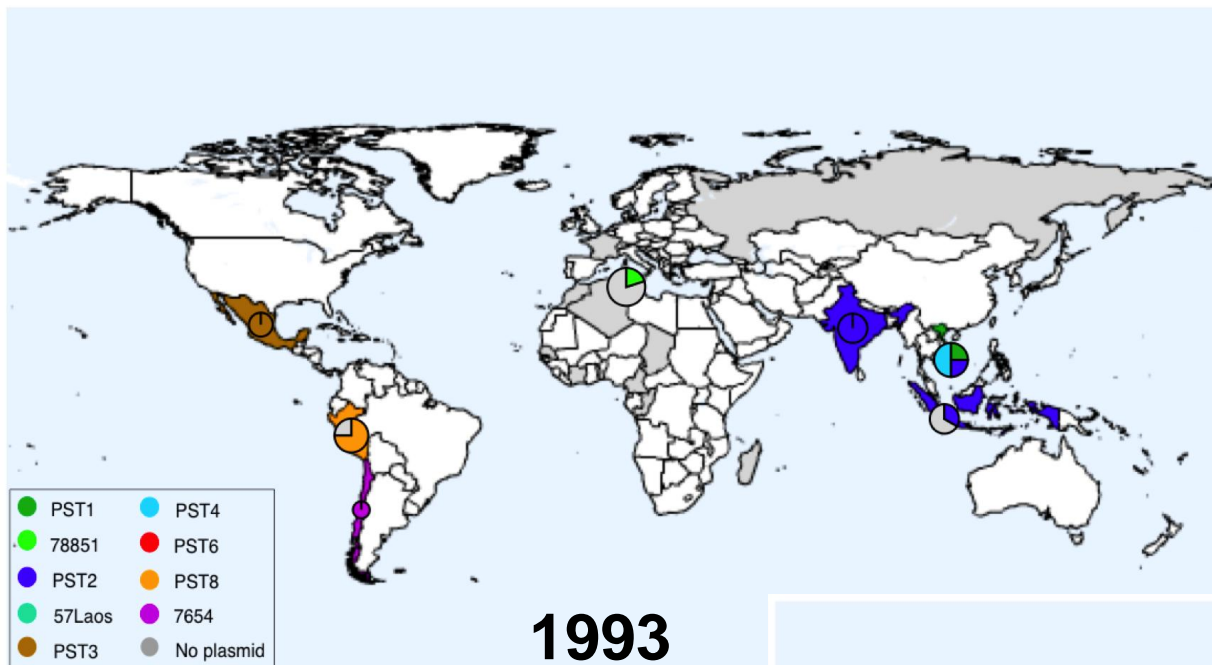 PST1
78851
PST2
57Laos
PST3
PST4
PST6
PST8
7654
No plasmid
1993